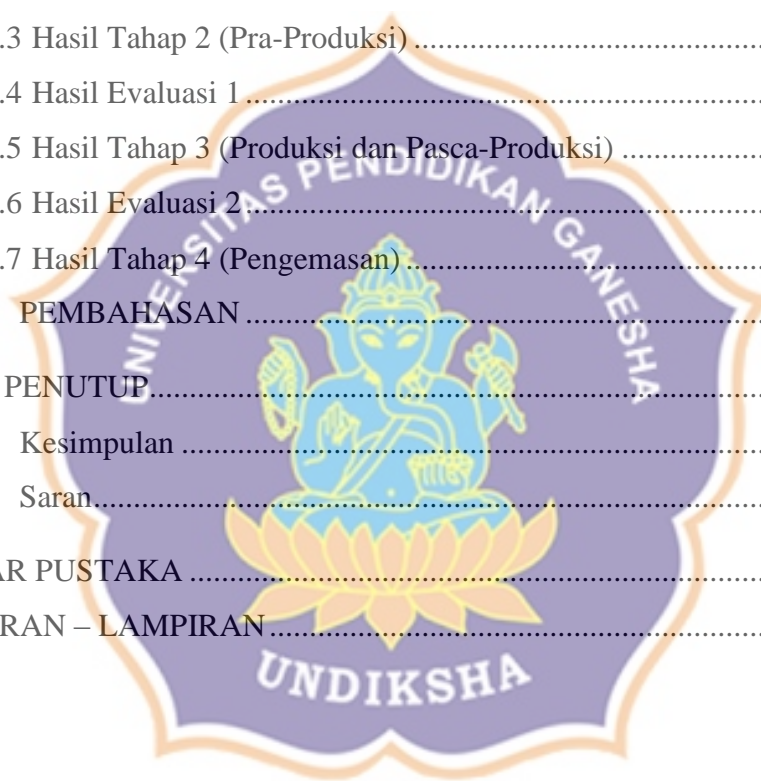 .3 Hasil Tahap 2 (Pra-Produksi)....................
.4 Hasil Evaluasi 1....................
.5 Hasil Tahap 3 (Produksi dan Pasca-Produksi)....................
.6 Hasil Evaluasi 2....................
.7 Hasil Tahap 4 (Pengemasan)....................
PEMBAHASAN....................
PENUTUP....................
Kesimpulan....................
Saran....................
AR PUSTAKA....................
RAN – LAMPIRAN....................
UNIVERSITAS PENDIDIKAN GANESHA
UNDIKSHA